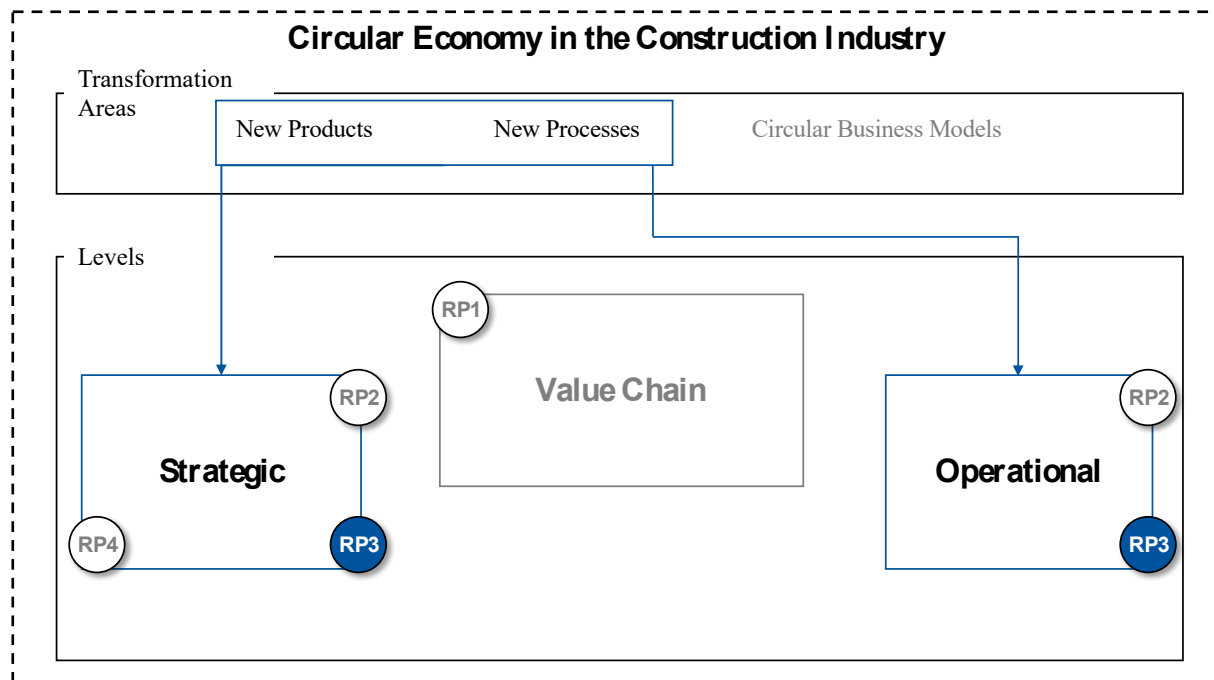 Circular Economy in the Construction Industry
Transformation
Areas
New Products
New Processes
Circular Business Models
Levels
RP1
Value Chain
RP2
Strategic
RP4
RP3
RP2
Operational
RP3